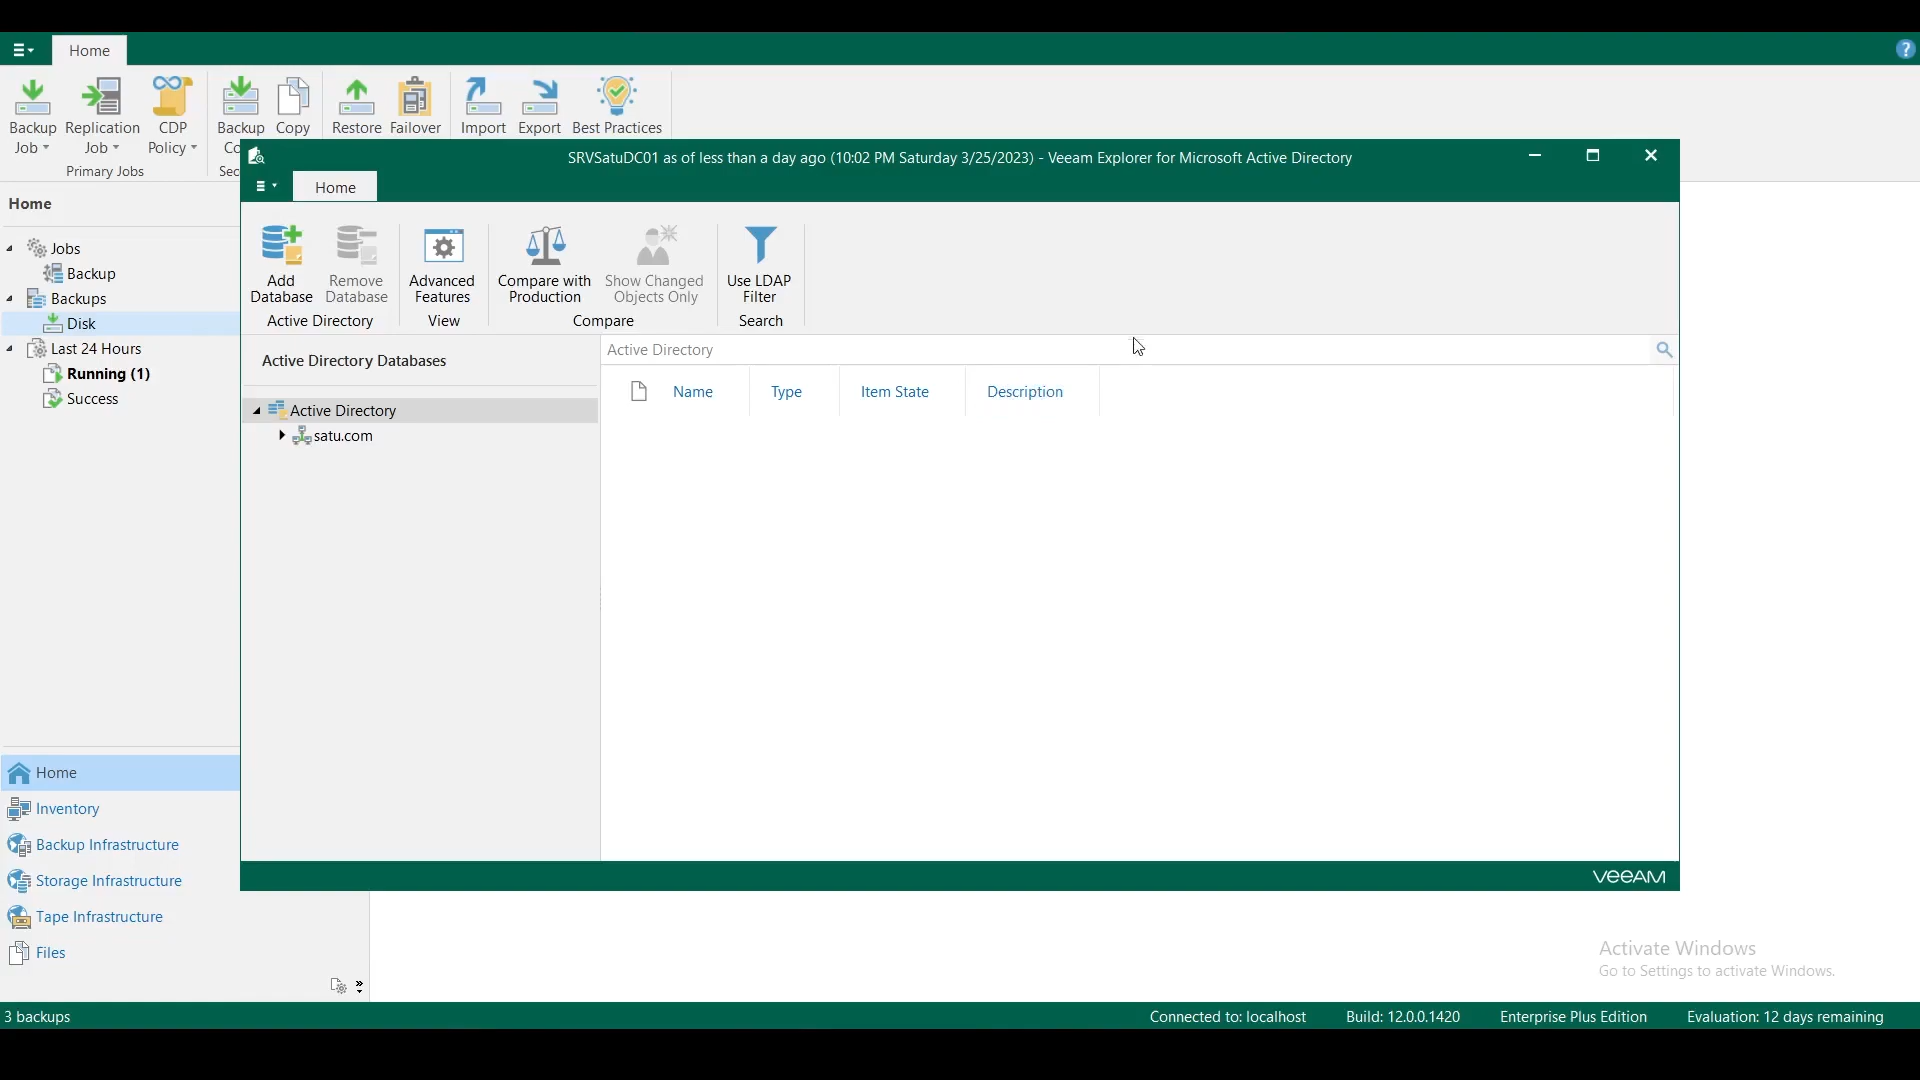 Home
?
Backup Job
Replication Job
CDP Policy
Primary Jobs
Backup Co
Copy
Sec
Restore
Failover
Import
Export
Best Practices
SRVSatuDC01 as of less than a day ago (10:02 PM Saturday 3/25/2023) - Veeam Explorer for Microsoft Active Directory
Home
Add Database
Remove Database
Active Directory
Advanced Features
View
Compare with Production
Show Changed Objects Only
Compare
Use LDAP Filter
Search
Active Directory Databases
Active Directory
satu.com
Active Directory
Name
Type
Item State
Description
VEEAM
Home
Jobs
Backup
Backups
Disk
Last 24 Hours
Running (1)
Success
Home
Inventory
Backup Infrastructure
Storage Infrastructure
Tape Infrastructure
Files
Activate Windows
Go to Settings to activate Windows.
3 backups
Connected to: localhost
Build: 12.0.0.1420
Enterprise Plus Edition
Evaluation: 12 days remaining